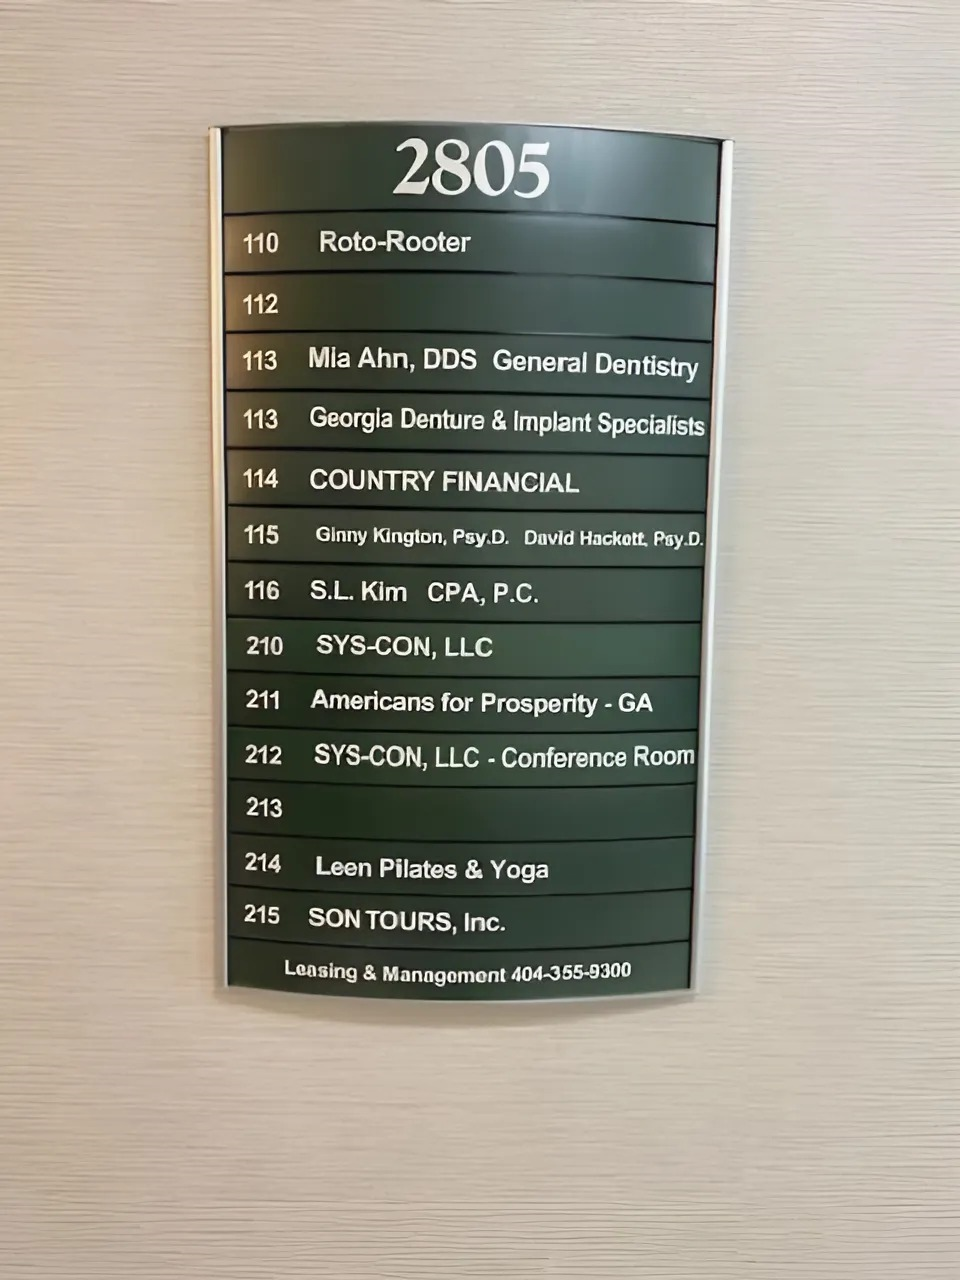 2805
110 Roto-Rooter
112
113 Mia Ahn, DDS General Dentistry
113 Georgia Denture & Implant Specialists
114 COUNTRY FINANCIAL
115 Ginny Kington, Psy.D. David Hackett, Psy.D.
116 S.L. Kim CPA, P.C.
210 SYS-CON, LLC
211 Americans for Prosperity - GA
212 SYS-CON, LLC - Conference Room
213
214 Leen Pilates & Yoga
215 SON TOURS, Inc.
Leasing & Management 404-355-9300